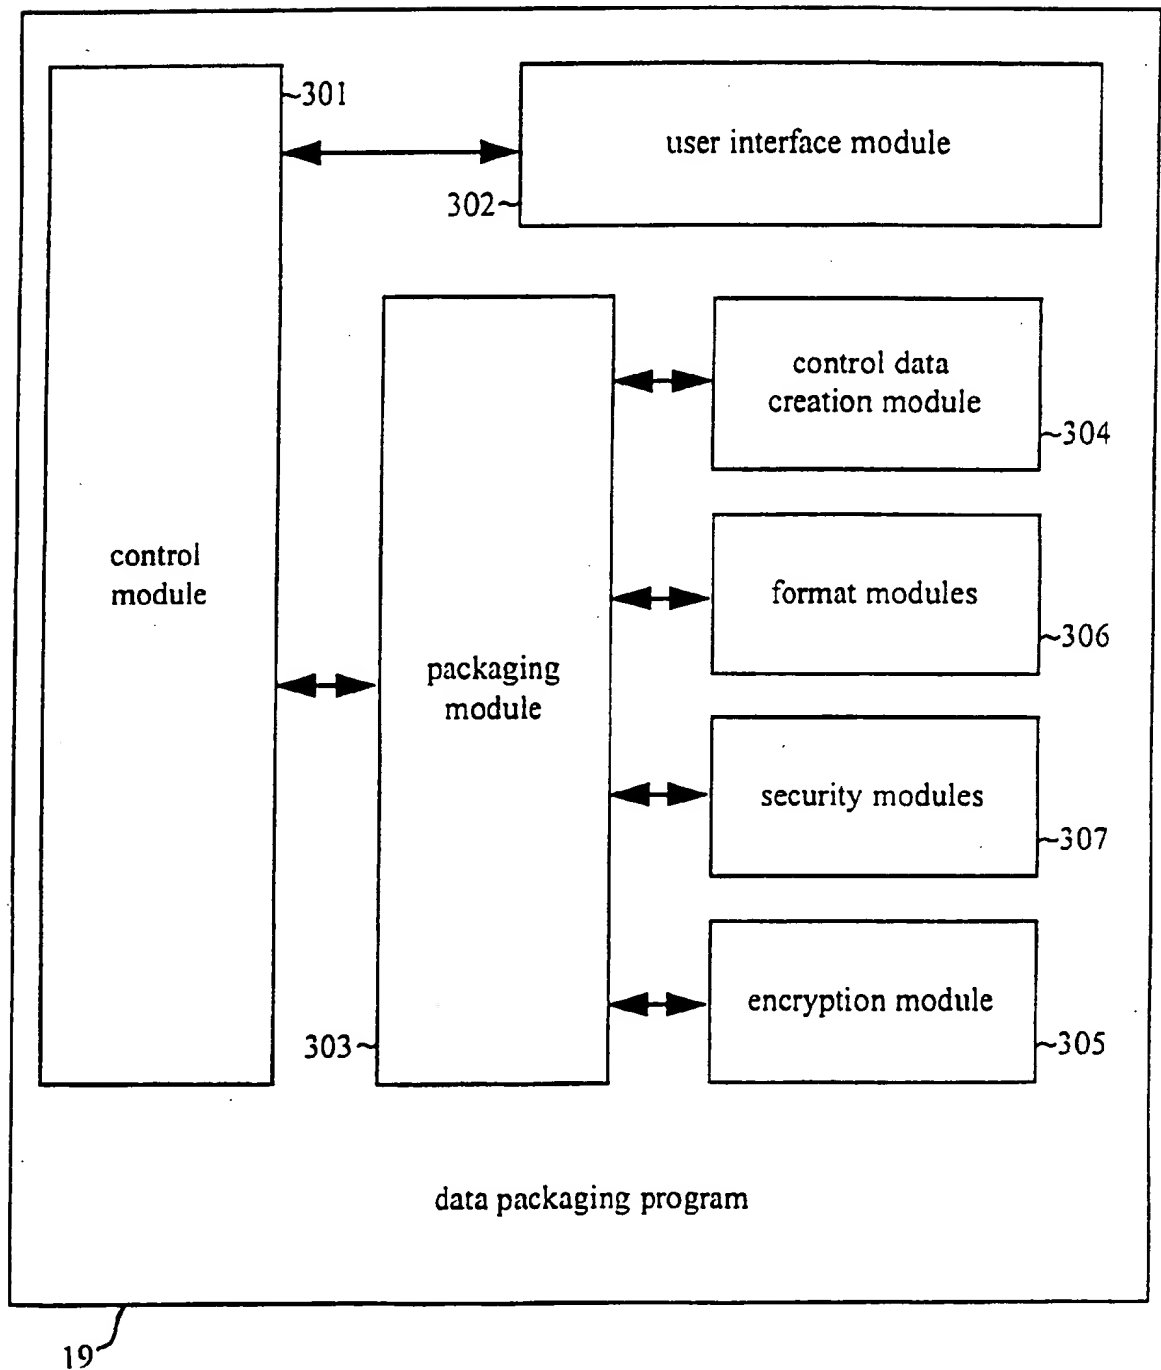 301
user interface module
302
control data
creation module
304
control
module
format modules
306
packaging
module
security modules
307
encryption module
303
305
data packaging program
19